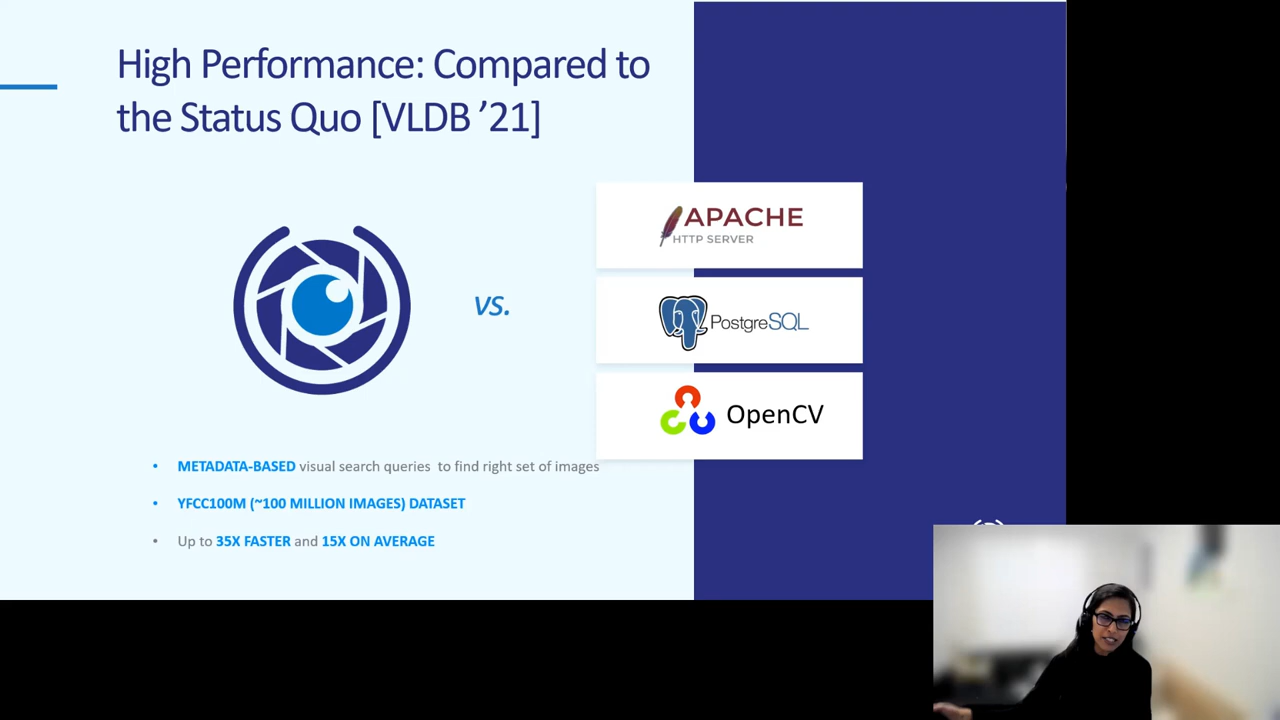 High Performance: Compared to
the Status Quo [VLDB ’21]
vs.
APACHE
HTTP SERVER
PostgreSQL
OpenCV
• METADATA-BASED visual search queries to find right set of images
• YFCC100M (~100 MILLION IMAGES) DATASET
• Up to 35X FASTER and 15X ON AVERAGE